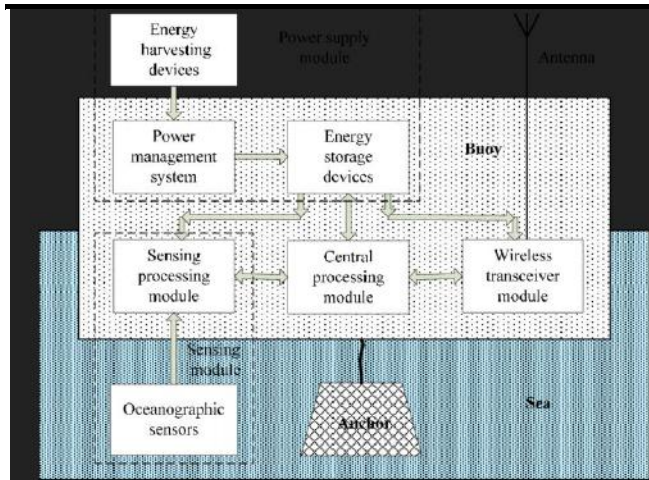 Energy
harvesting
devices
Power supply
module
Antenna
Power
management
system
Energy
storage
devices
Buoy
Sensing
processing
module
Central
processing
module
Wireless
transceiver
module
Sensing
module
Oceanographic
sensors
Anchor
Sea